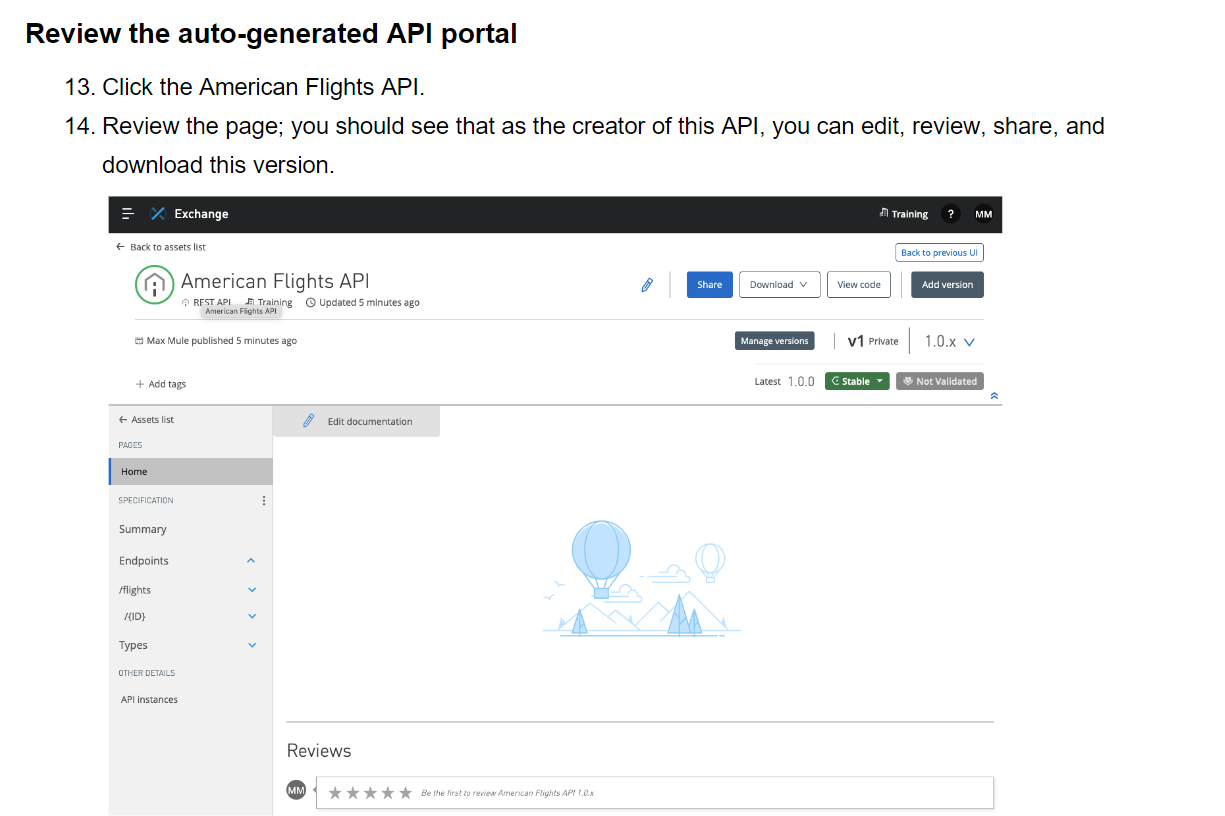 Review the auto-generated API portal
13. Click the American Flights API.
14. Review the page; you should see that as the creator of this API, you can edit, review, share, and
download this version.
Exchange
Training ? MM
← Back to assets list
Back to previous UI
American Flights API
Share Download View code Add version
REST API Training Updated 5 minutes ago
American Flights API
Max Mule published 5 minutes ago
Manage versions v1 Private 1.0.x
+ Add tags
Latest 1.0.0 Stable Not Validated
← Assets list
Edit documentation
PAGES
Home
SPECIFICATION
Summary
Endpoints
/flights
/{ID}
Types
OTHER DETAILS
API instances
Reviews
MM
Be the first to review American Flights API 1.0.x